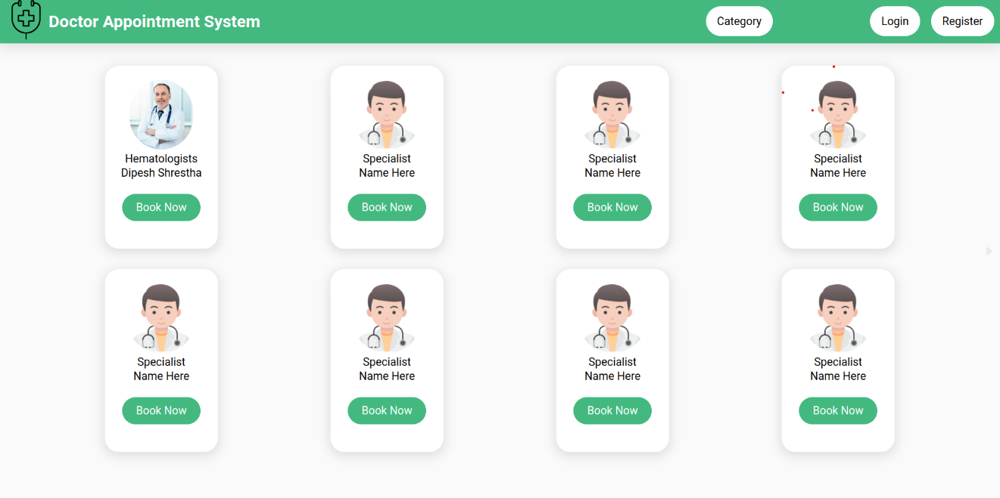 Doctor Appointment System
Category
Login
Register
Hematologists
Dipesh Shrestha
Book Now
Specialist
Name Here
Book Now
Specialist
Name Here
Book Now
Specialist
Name Here
Book Now
Specialist
Name Here
Book Now
Specialist
Name Here
Book Now
Specialist
Name Here
Book Now
Specialist
Name Here
Book Now